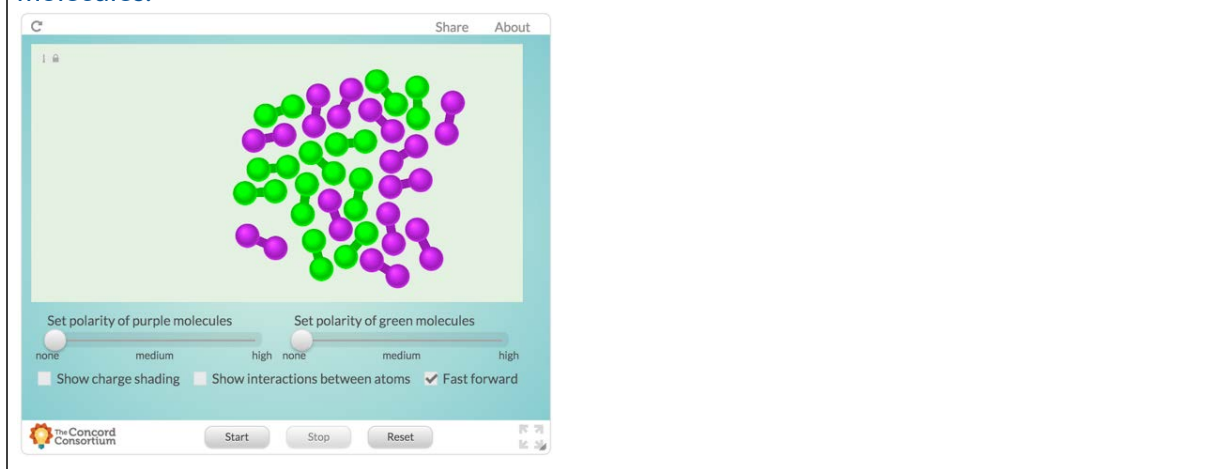 molecules.
Share About
Set polarity of purple molecules Set polarity of green molecules
none medium high none medium high
Show charge shading Show interactions between atoms Fast forward
The Concord
Consortium
Start Stop Reset